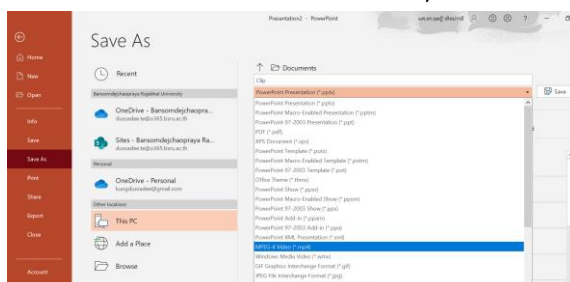 Presentation2 - PowerPoint
?
Save As
Home
New
Open
Info
Save
Save As
Print
Share
Export
Close
Account
Recent
Bansomdejchaopraya Rajabhat University
OneDrive - Bansomdejchaopra...
Sites - Bansomdejchaopraya Ra...
Personal
OneDrive - Personal
Other locations
This PC
Add a Place
Browse
Documents
Clip
PowerPoint Presentation (*.pptx)
Save
PowerPoint Presentation (*.pptx)
PowerPoint Macro-Enabled Presentation (*.pptm)
PowerPoint 97-2003 Presentation (*.ppt)
PDF (*.pdf)
XPS Document (*.xps)
PowerPoint Template (*.potx)
PowerPoint Macro-Enabled Template (*.potm)
PowerPoint 97-2003 Template (*.pot)
Office Theme (*.thmx)
PowerPoint Show (*.ppsx)
PowerPoint Macro-Enabled Show (*.ppsm)
PowerPoint 97-2003 Show (*.pps)
PowerPoint Add-in (*.ppam)
PowerPoint 97-2003 Add-in (*.ppa)
PowerPoint XML Presentation (*.xml)
MPEG-4 Video (*.mp4)
Windows Media Video (*.wmv)
GIF Graphics Interchange Format (*.gif)
JPEG File Interchange Format (*.jpg)